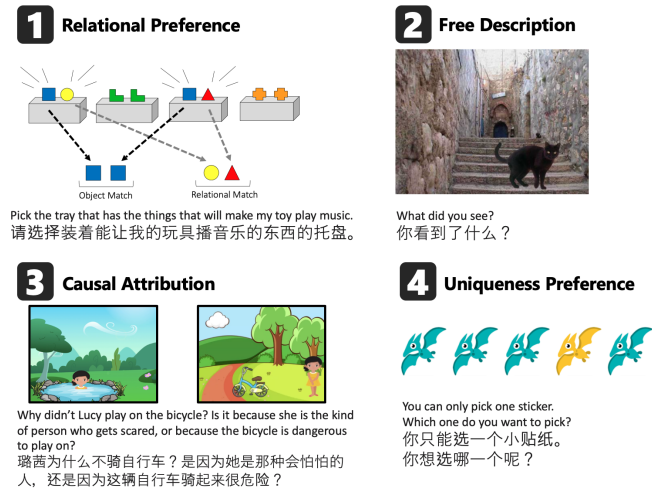 1 Relational Preference
Object Match
Relational Match
Pick the tray that has the things that will make my toy play music.
请选择装着能让我的玩具播音乐的东西的托盘。
2 Free Description
What did you see?
你看到了什么？
3 Causal Attribution
Why didn't Lucy play on the bicycle? Is it because she is the kind
of person who gets scared, or because the bicycle is dangerous
to play on?
璐茜为什么不骑自行车？是因为她是那种会怕怕的
人，还是因为这辆自行车骑起来很危险？
4 Uniqueness Preference
You can only pick one sticker.
Which one do you want to pick?
你只能选一个小贴纸。
你想选哪一个呢？